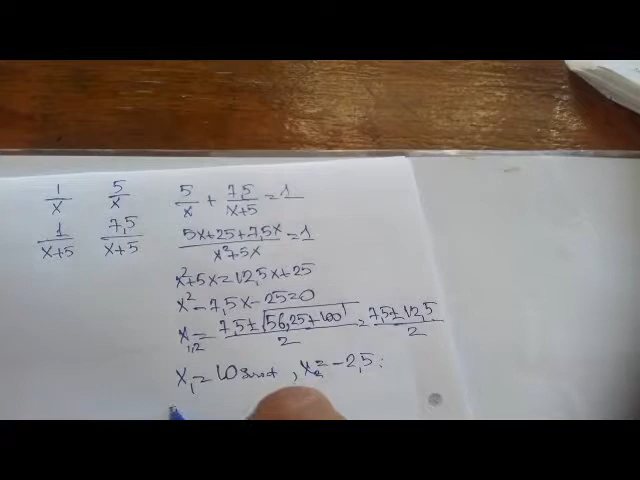 1/x 5/x 5/x + 7,5/x+5 = 1
1/x+5 7,5/x+5 5x+25+7,5x/x²+5x = 1
x²+5x=12,5x+25
x²-7,5x-25=0
x1,2 = 7,5±√56,25+100/2 = 7,5±12,5/2
x1=10 , x2=-2,5: